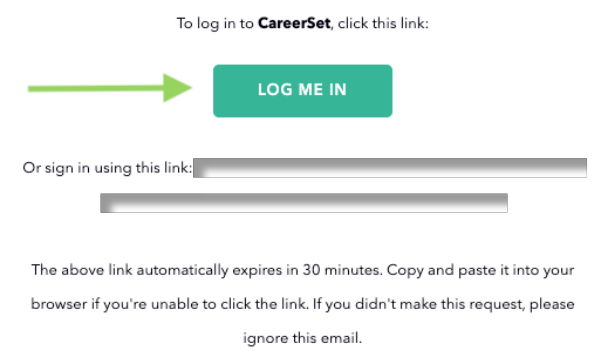 To log in to CareerSet, click this link:
LOG ME IN
Or sign in using this link:
The above link automatically expires in 30 minutes. Copy and paste it into your
browser if you're unable to click the link. If you didn't make this request, please
ignore this email.